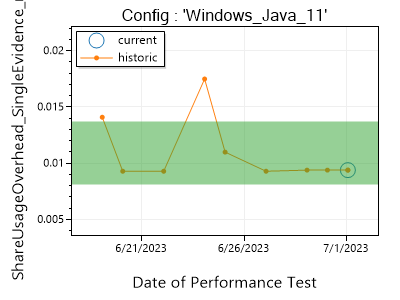 Config : 'Windows_Java_11'
current
historic
0.02
0.015
0.01
0.005
ShareUsageOverhead_SingleEvidence_
6/21/2023
6/26/2023
7/1/2023
Date of Performance Test